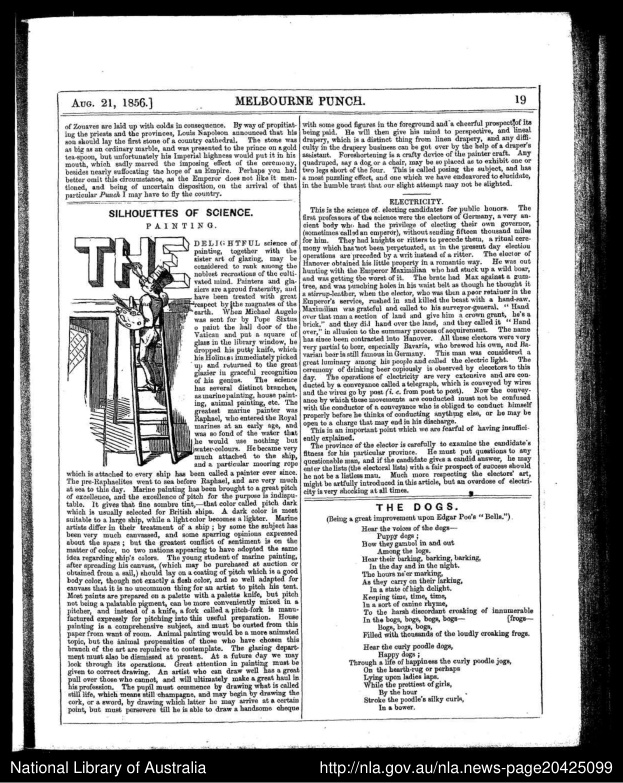 AUG. 21, 1856.]
MELBOURNE PUNCH.
19
of Zouaves are laid up with colds in consequence. By way of propitiat-
ing the priests and the provinces, Louis Napoleon announced that his
son should lay the first stone of a country cathedral. The stone was
as big as an ordinary marble, and was presented to the prince on a gold
tea-spoon, but unfortunately his Imperial highness would put it in his
mouth, which sadly marred the imposing effect of the ceremony,
besides nearly suffocating the hope of an Empire. Perhaps you had
better omit this circumstance, as the Emperor does not like it men-
tioned, and being of uncertain disposition, on the arrival of that
particular Punch I may have to fly the country.
SILHOUETTES OF SCIENCE.
PAINTING.
THE
DELIGHTFUL science of
painting, together with the
sister art of glazing, may be
considered to rank among the
noblest recreations of the culti-
vated mind. Painters and gla-
ziers are a proud fraternity, and
have been treated with great
respect by the magnates of the
earth. When Michael Angelo
was sent for by Pope Sixtus
o paint the hall door of the
Vatican and put a square of
glass in the library window, he
dropped his putty knife, which
his Holiness immediately picked
up and returned to the great
glazier in graceful recognition
of his genius. The science
has several distinct branches,
as marine painting, house paint-
ing, animal painting, etc. The
greatest marine painter was
Raphael, who entered the Royal
marines at an early age, and
was so fond of the water that
he would use nothing but
water-colours. He became very
much attached to the ship,
and a particular mooring rope
which is attached to every ship has been called a painter ever since.
The pre-Raphaelites went to sea before Raphael, and are very much
at sea to this day. Marine painting has been brought to a great pitch
of excellence, and the excellence of pitch for the purpose is indispu-
table. It gives that fine sombre tint,—that color called pitch dark
which is usually selected for British ships. A dark color is most
suitable to a large ship, while a light color becomes a lighter. Marine
artists differ in their treatment of a ship; by some the subject has
been very much canvassed, and some sparring opinions expressed
about the spars; but the greatest conflict of sentiment is on the
matter of color, no two nations appearing to have adopted the same
idea regarding ship's colors. The young student of marine painting,
after spreading his canvass, (which may be purchased at auction or
obtained from a sail,) should lay on a coating of pitch which is a good
body color, though not exactly a flesh color, and so well adapted for
canvass that it is no uncommon thing for an artist to pitch his tent.
Most paints are prepared on a palette with a palette knife, but pitch
not being a palatable pigment, can be more conveniently mixed in a
pitcher, and instead of a knife, a fork called a pitch-fork is manu-
factured expressly for pitching into this useful preparation. House
painting is a comprehensive subject, and must be ousted from this
paper from want of room. Animal painting would be a more animated
topic, but the animal propensities of those who have chosen this
branch of the art are repulsive to contemplate. The glazing depart-
ment must also be dismissed at present. At a future day we may
look through its operations. Great attention in painting must be
given to correct drawing. An artist who can draw well has a great
pull over those who cannot, and will ultimately make a great haul in
his profession. The pupil must commence by drawing what is called
still life, which means still champagne, and may begin by drawing the
cork, or a sword, by drawing which latter he may arrive at a certain
point, but must persevere till he is able to draw a handsome cheque
with some good figures in the foreground and a cheerful prospect of its
being paid. He will then give his mind to perspective, and lineal
drapery, which is a distinct thing from linen drapery, and any diffi-
culty in the drapery business can be got over by the help of a draper's
assistant. Foreshortening is a crafty device of the painter craft. Any
quadruped, say a dog or a chair, may be so placed as to exhibit one or
two legs short of the four. This is called posing the subject, and has
a most puzzling effect, and one which we have endeavored to elucidate,
in the humble trust that our slight attempt may not be slighted.
ELECTRICITY.
This is the science of electing candidates for public honors. The
first professors of the science were the electors of Germany, a very an-
cient body who had the privilege of electing their own governor,
(sometimes called an emperor), without sending fifteen thousand miles
for him. They had knights or ritters to precede them, a ritual cere-
mony which has not been perpetuated, as in the present day election
operations are preceded by a writ instead of a ritter. The elector of
Hanover obtained his little property in a romantic way. He was out
hunting with the Emperor Maximilian who had stuck up a wild boar,
and was getting the worst of it. The brute had Max against a gum-
tree, and was punching holes in his waist belt as though he thought it
a stirrup-leather, when the elector, who was then a poor retainer in the
Emperor's service, rushed in and killed the beast with a hand-saw.
Maximilian was grateful and called to his surveyor-general, "Hand
over that man a section of land and give him a crown grant, he's a
brick," and they did hand over the land, and they called it "Hand
over," in allusion to the summary process of acquirement. The name
has since been contracted into Hanover. All these electors were very
very partial to beer, especially Bavaria, who brewed his own, and Ba-
varian beer is still famous in Germany. This man was considered a
great luminary among his people and called the electric light. The
ceremony of drinking beer copiously is observed by electors to this
day. The operations of electricity are very extensive and are con-
ducted by a conveyance called a telegraph, which is conveyed by wires
and the wires go by post (i. e. from post to post). Now the convey-
ance by which these movements are conducted must not be confused
with the conductor of a conveyance who is obliged to conduct himself
properly before he thinks of conducting anything else, or he may be
open to a charge that may end in his discharge.
This is an important point which we are fearful of having insuffici-
ently explained.
The province of the elector is carefully to examine the candidate's
fitness for his particular province. He must put questions to any
questionable man, and if the candidate gives a candid answer, he may
enter the lists (the electoral lists) with a fair prospect of success should
he not be a listless man. Much more respecting the electors' art,
might be artfully introduced in this article, but an overdose of electri-
city is very shocking at all times.
THE DOGS.
(Being a great improvement upon Edgar Poe's "Bells.")
Hear the voices of the dogs—
Puppy dogs;
How they gambol in and out
Among the logs.
Hear their barking, barking, barking,
In the day and in the night.
The hours ne'er marking,
As they carry on their larking,
In a state of high delight.
Keeping time, time, time,
In a sort of canine rhyme,
To the harsh discordant croaking of innumerable
In the bogs, bogs, bogs, bogs— [frogs—
Bogs, bogs, bogs,
Filled with thousands of the loudly croaking frogs.
Hear the curly poodle dogs,
Happy dogs;
Through a life of happiness the curly poodle jogs,
On the hearth-rug or perhaps
Lying upon ladies laps.
While the prettiest of girls,
By the hour
Stroke the poodle's silky curls,
In a bower.
National Library of Australia
http://nla.gov.au/nla.news-page20425099